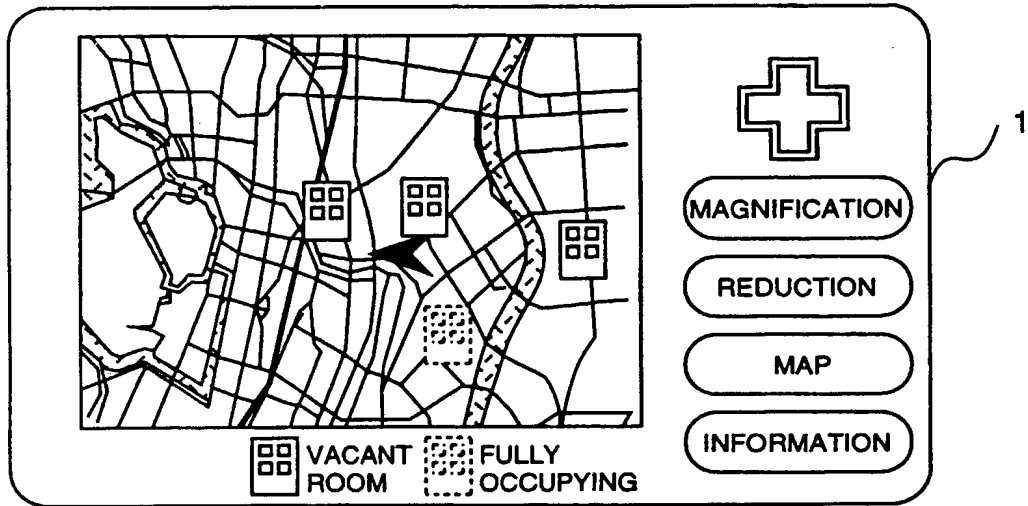 1
MAGNIFICATION
REDUCTION
MAP
INFORMATION
VACANT
ROOM
FULLY
OCCUPYING